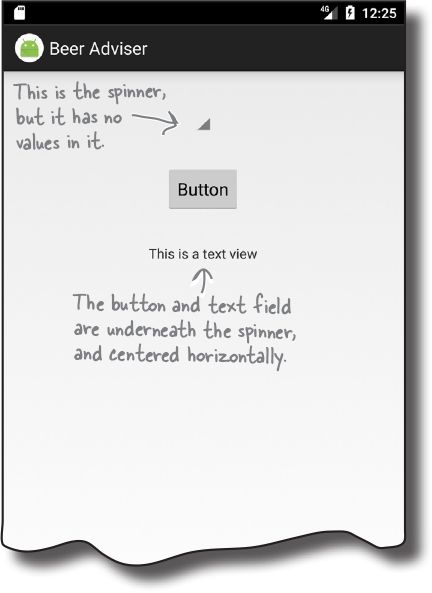 4G 12:25
Beer Adviser
This is the spinner,
but it has no
values in it.
Button
This is a text view
The button and text field
are underneath the spinner,
and centered horizontally.